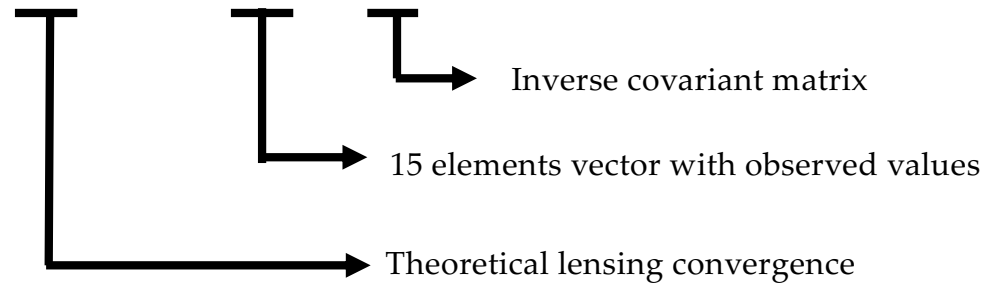 Inverse covariant matrix
15 elements vector with observed values
Theoretical lensing convergence